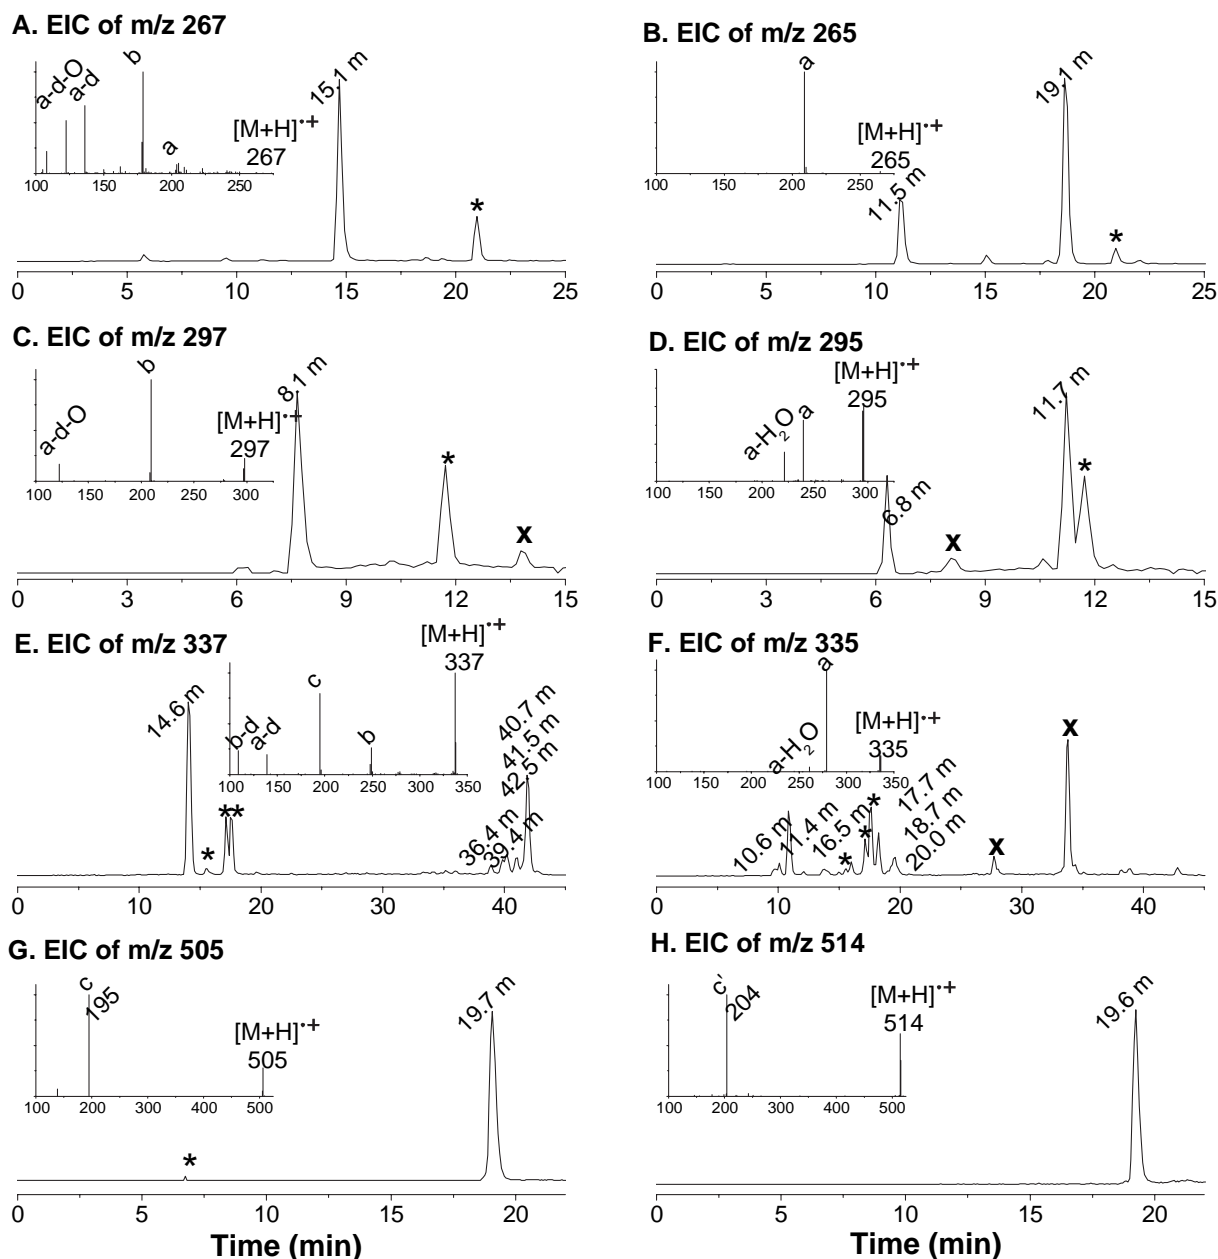 A. EIC of m/z 267
a-d-O
a-d
b
a
[M+H]•+
267
15.1 m
*
100 150 200 250
0 5 10 15 20 25
B. EIC of m/z 265
a
[M+H]•+
265
11.5 m
19.1 m
*
100 150 200 250
0 5 10 15 20 25
C. EIC of m/z 297
a-d-O
b
[M+H]•+
297
8.1 m
*
x
100 150 200 250 300
0 3 6 9 12 15
D. EIC of m/z 295
a-H2O
a
[M+H]•+
295
6.8 m
x
11.7 m
*
100 150 200 250 300
0 3 6 9 12 15
E. EIC of m/z 337
14.6 m
*
**
b-d
a-d
c
b
[M+H]•+
337
100 150 200 250 300 350
36.4 m
39.4 m
40.7 m
41.5 m
42.5 m
0 10 20 30 40
F. EIC of m/z 335
a
a-H2O
[M+H]•+
335
100 150 200 250 300 350
10.6 m
11.4 m
16.5 m
*
*
*
17.7 m
18.7 m
20.0 m
x
x
0 10 20 30 40
G. EIC of m/z 505
c
195
[M+H]•+
505
100 200 300 400 500
*
19.7 m
0 5 10 15 20
Time (min)
H. EIC of m/z 514
c'
204
[M+H]•+
514
100 200 300 400 500
19.6 m
0 5 10 15 20
Time (min)